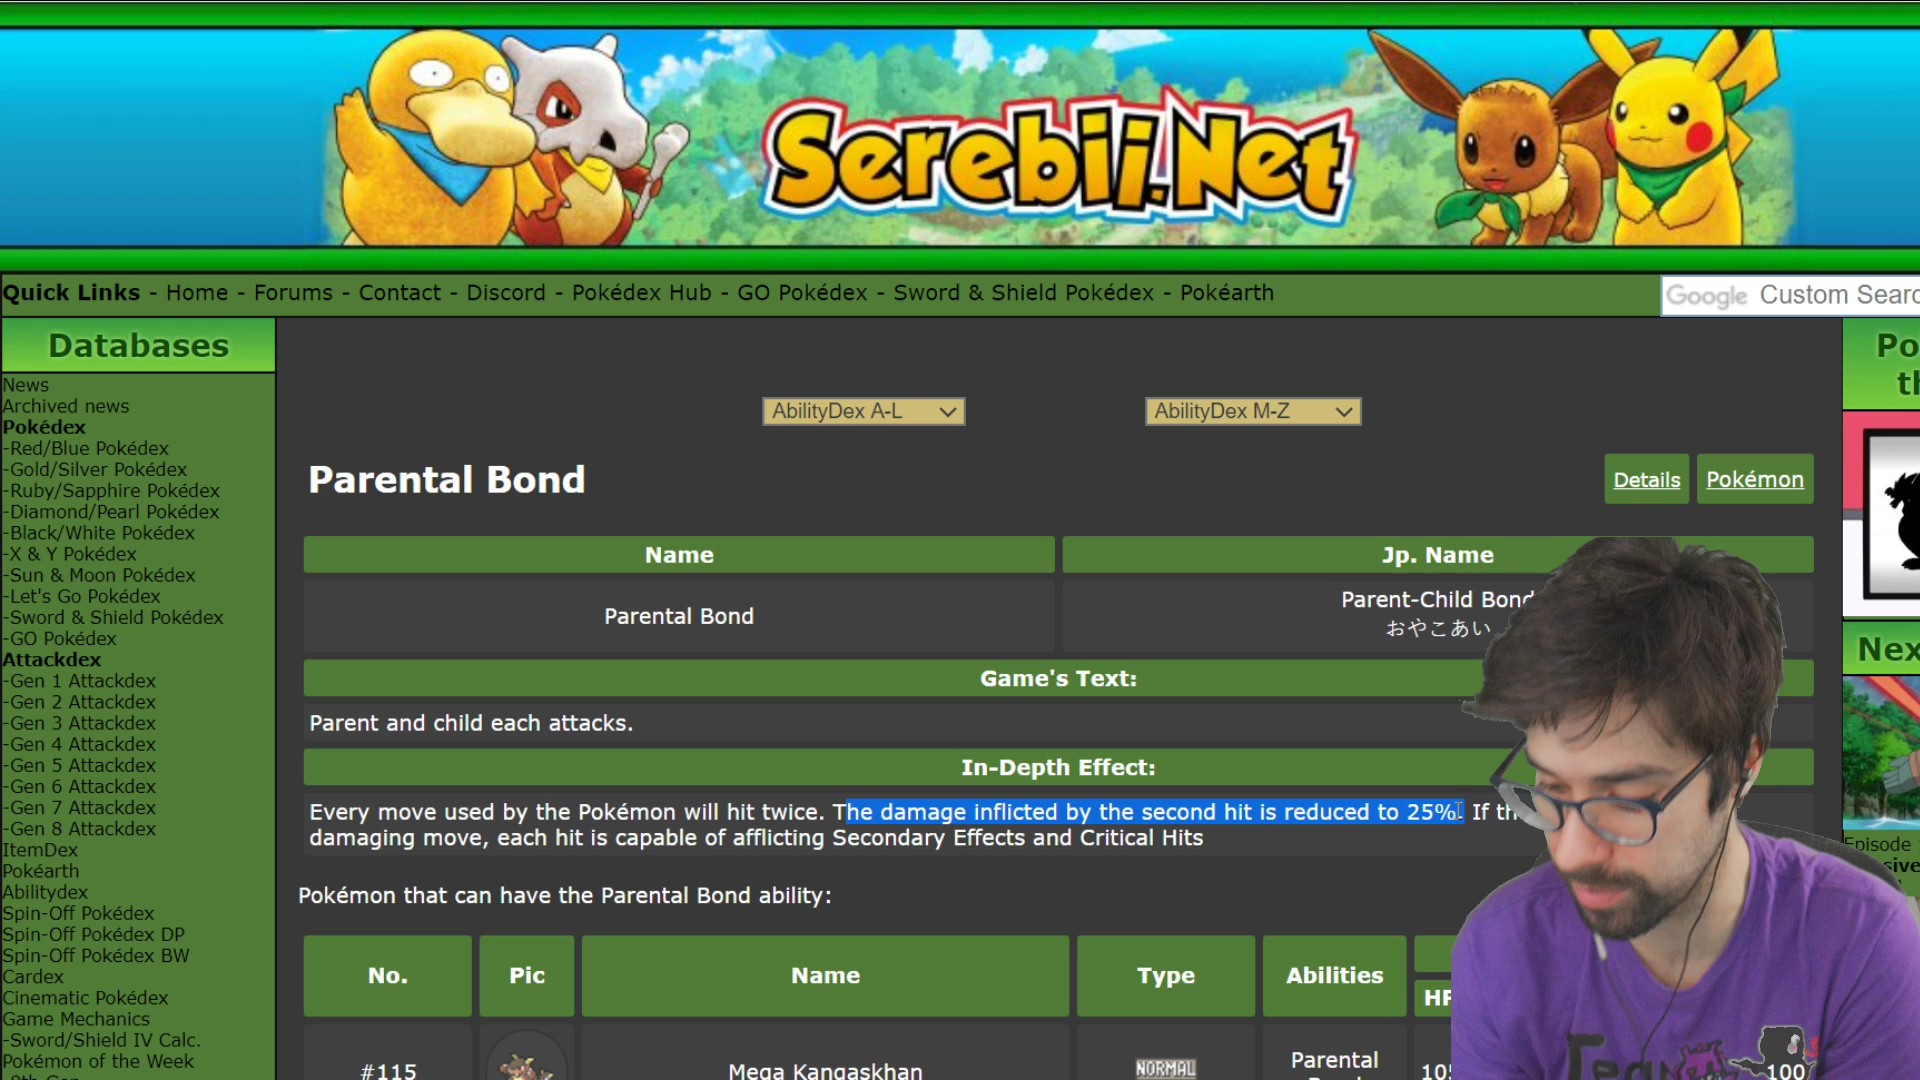 Serebii.Net
Quick Links - Home - Forums - Contact - Discord - Pokédex Hub - GO Pokédex - Sword & Shield Pokédex - Pokéarth
Google Custom Searc
Databases
News
Archived news
Pokédex
-Red/Blue Pokédex
-Gold/Silver Pokédex
-Ruby/Sapphire Pokédex
-Diamond/Pearl Pokédex
-Black/White Pokédex
-X & Y Pokédex
-Sun & Moon Pokédex
-Let's Go Pokédex
-Sword & Shield Pokédex
-GO Pokédex
Attackdex
-Gen 1 Attackdex
-Gen 2 Attackdex
-Gen 3 Attackdex
-Gen 4 Attackdex
-Gen 5 Attackdex
-Gen 6 Attackdex
-Gen 7 Attackdex
-Gen 8 Attackdex
ItemDex
Pokéarth
Abilitydex
Spin-Off Pokédex
Spin-Off Pokédex DP
Spin-Off Pokédex BW
Cardex
Cinematic Pokédex
Game Mechanics
-Sword/Shield IV Calc.
Pokémon of the Week
AbilityDex A-L
AbilityDex M-Z
Parental Bond
Details
Pokémon
Name
Jp. Name
Parental Bond
Parent-Child Bond
おやこあい
Game's Text:
Parent and child each attacks.
In-Depth Effect:
Every move used by the Pokémon will hit twice. The damage inflicted by the second hit is reduced to 25%. If th
damaging move, each hit is capable of afflicting Secondary Effects and Critical Hits
Pokémon that can have the Parental Bond ability:
No.
Pic
Name
Type
Abilities
HP
#115
Mega Kangaskhan
NORMAL
Parental
105
100
Po
th
Nex
Episode